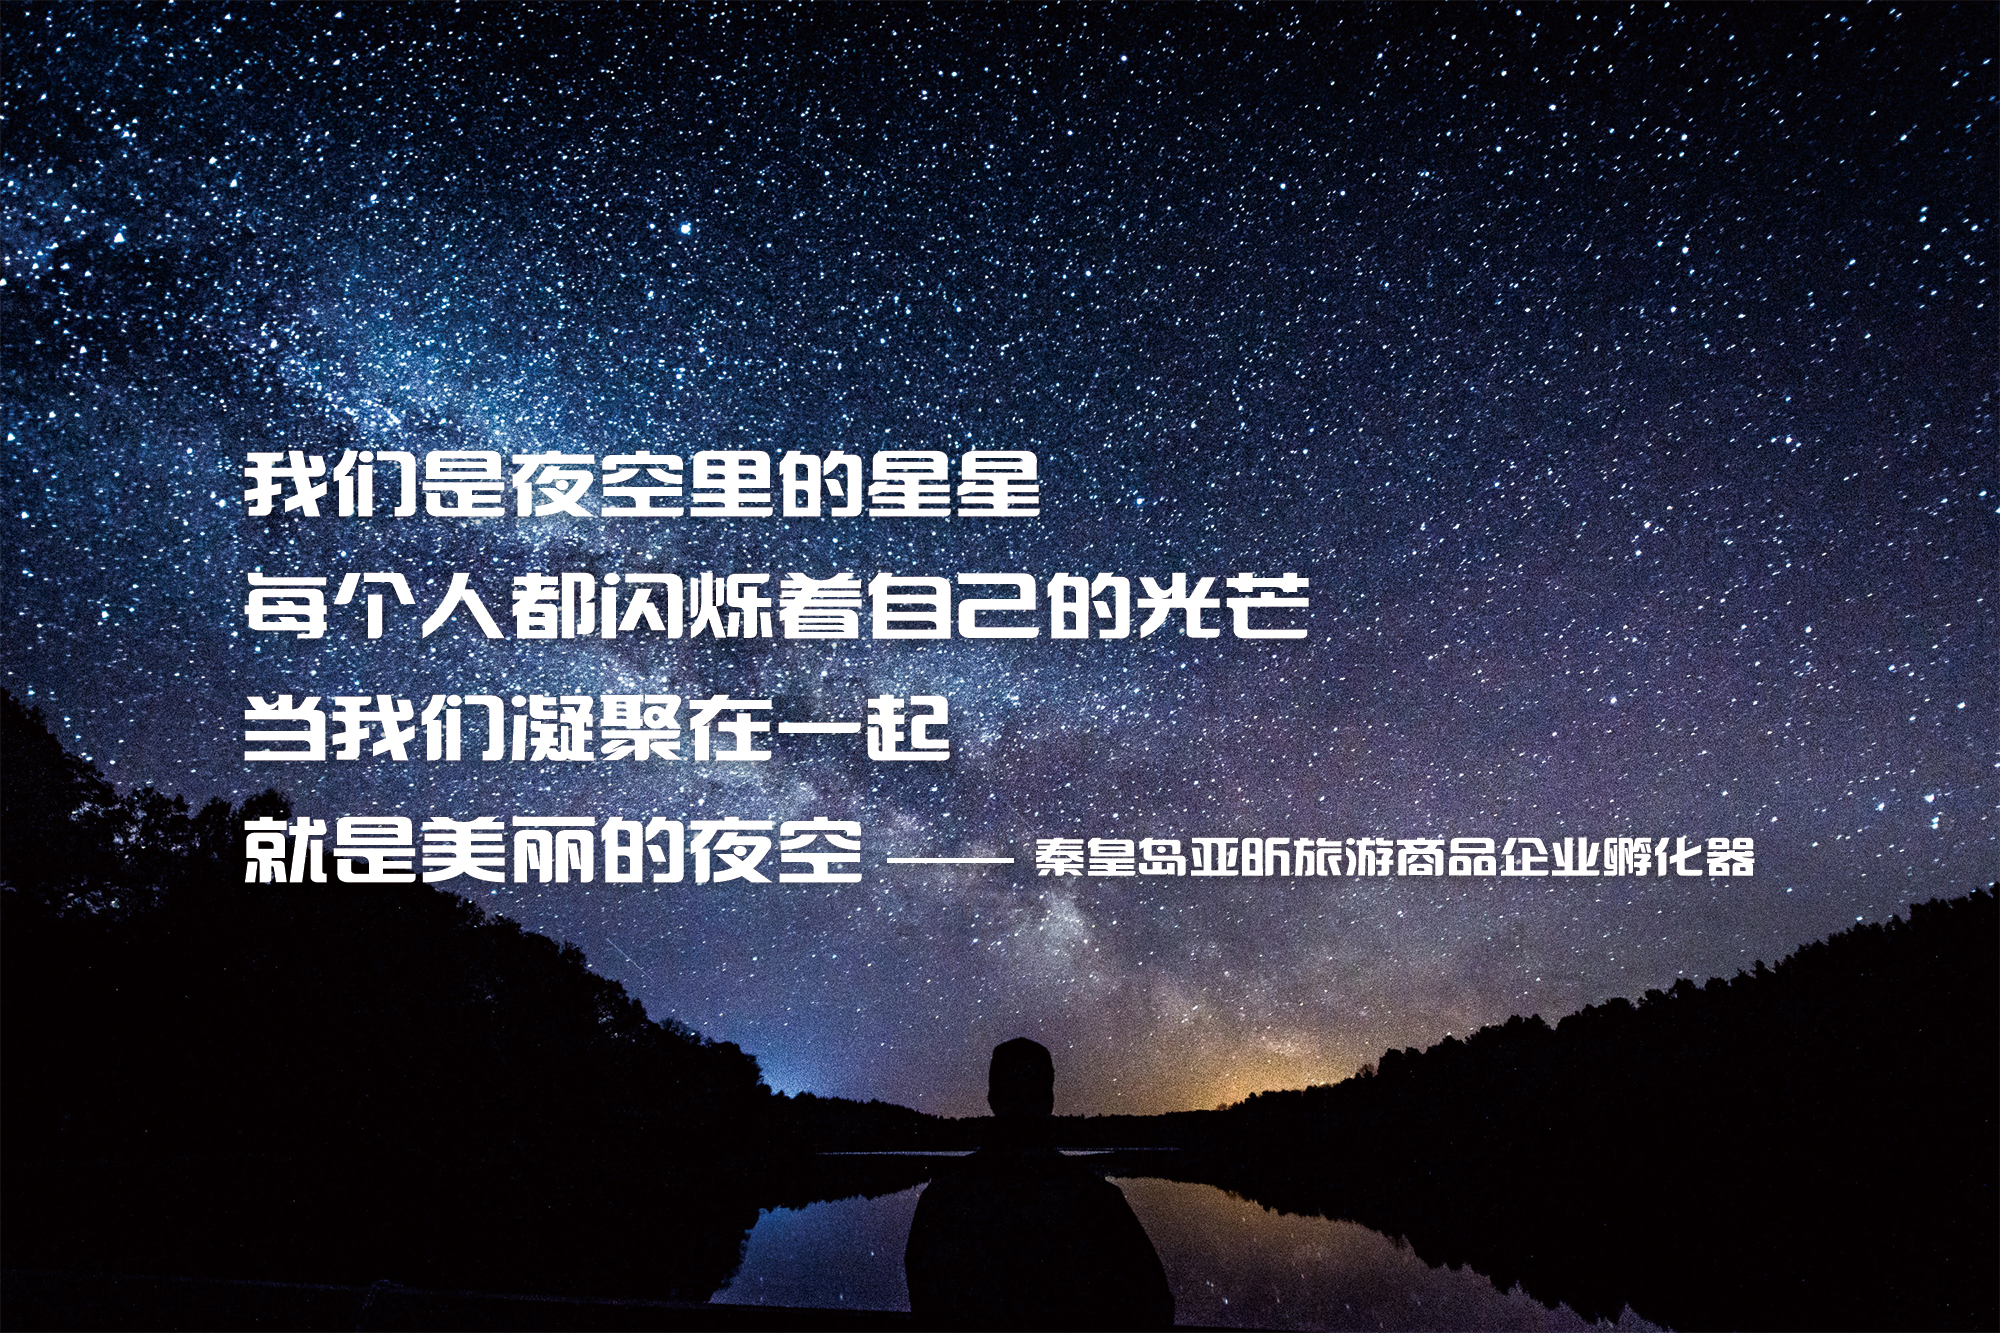 我们是夜空里的星星
每个人都闪烁着自己的光芒
当我们凝聚在一起
就是美丽的夜空 —— 秦皇岛亚昕旅游商品企业孵化器